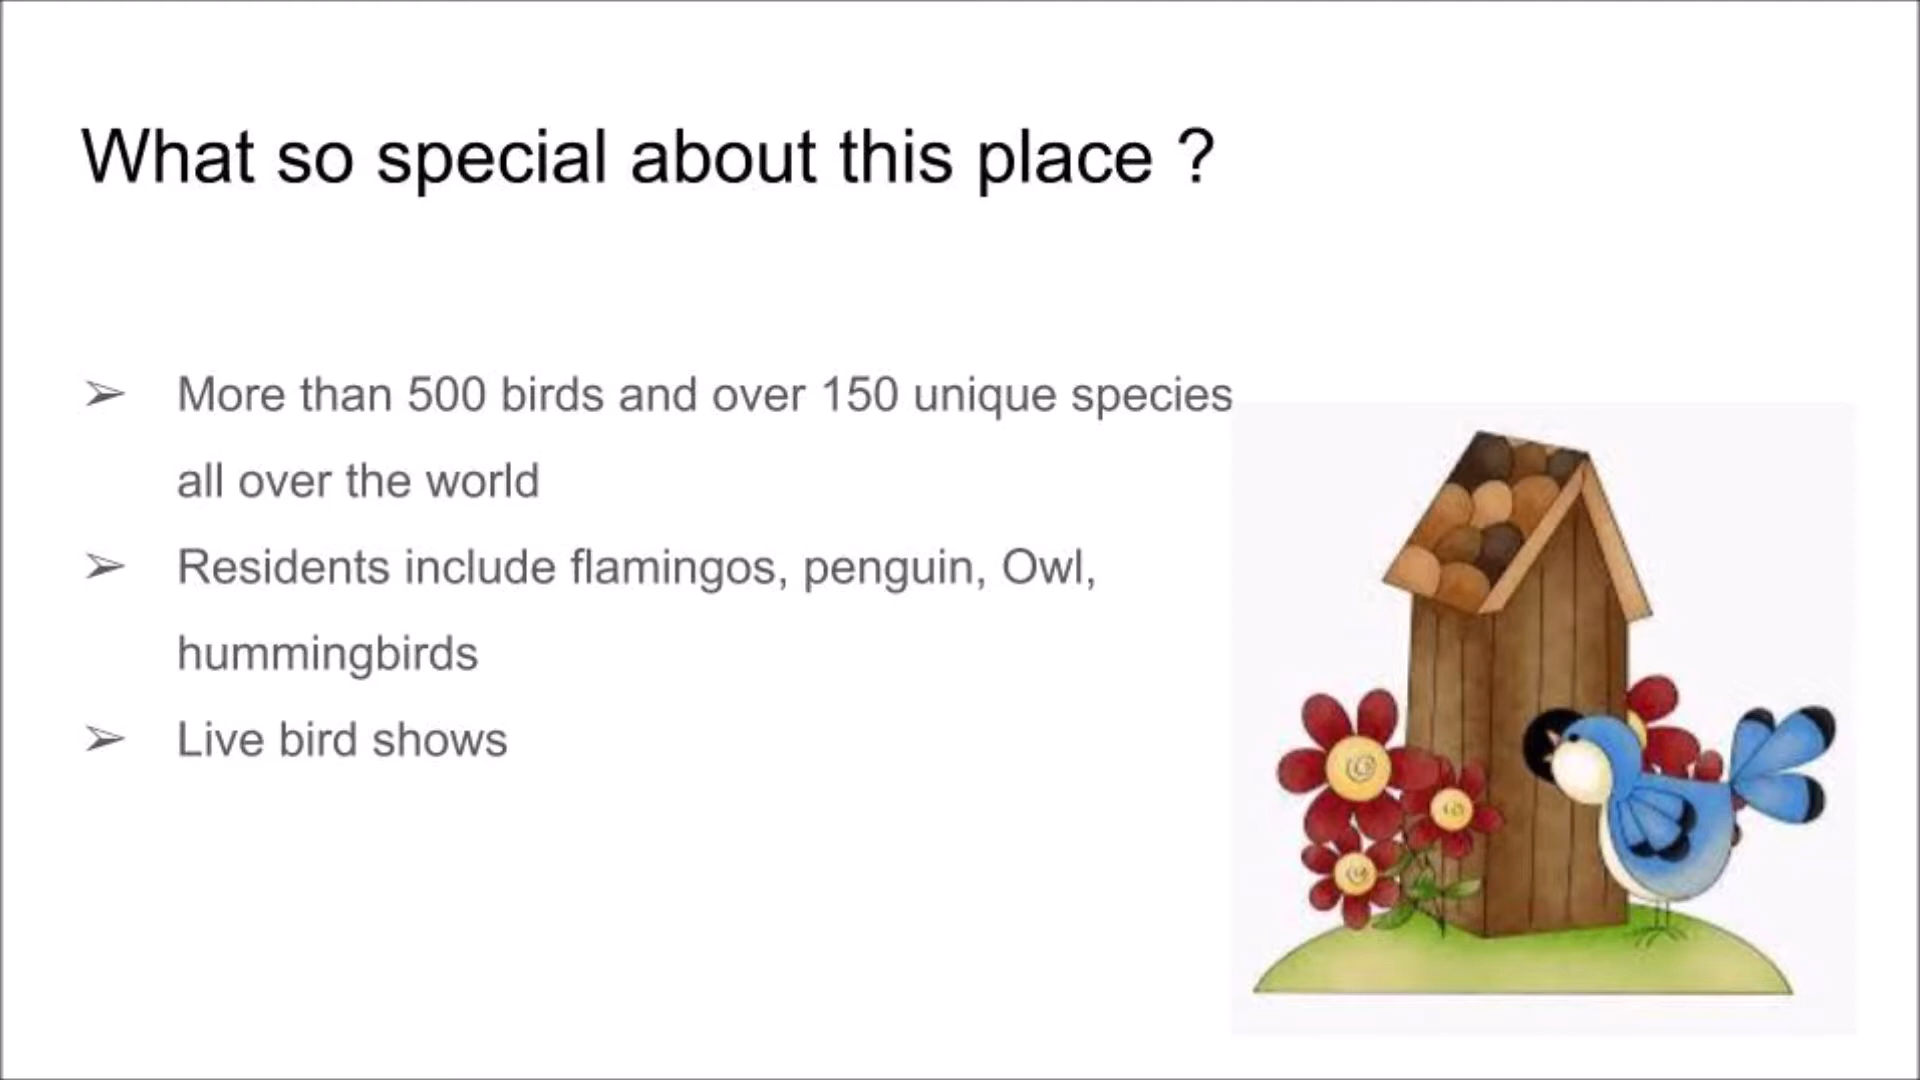 What so special about this place ?
➢ More than 500 birds and over 150 unique species
all over the world
➢ Residents include flamingos, penguin, Owl,
hummingbirds
➢ Live bird shows